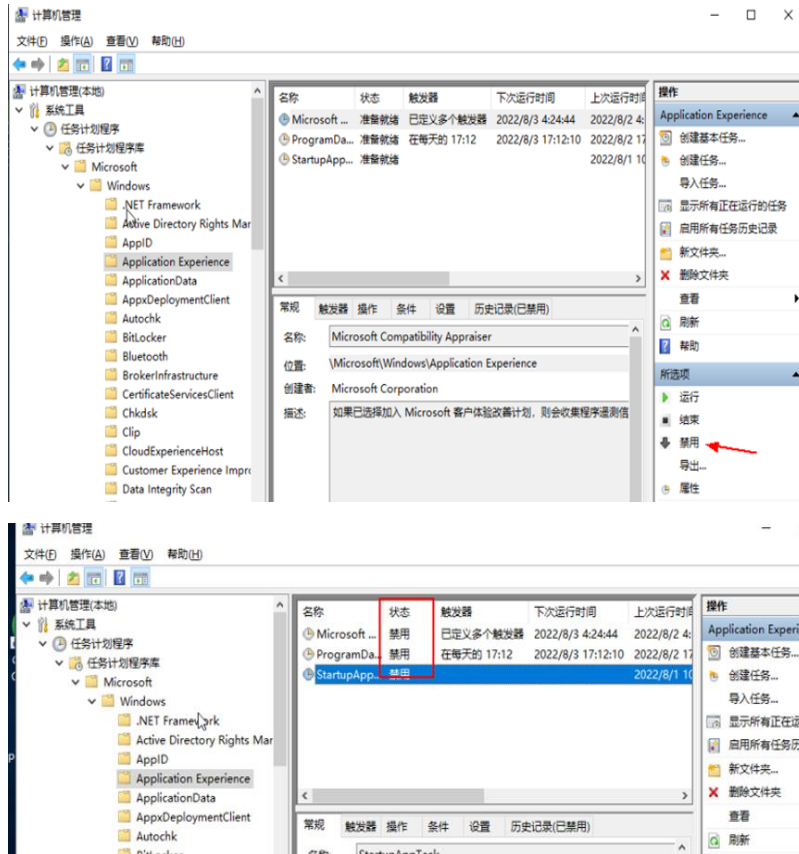 计算机管理
文件(F) 操作(A) 查看(V) 帮助(H)
计算机管理(本地)
系统工具
任务计划程序
任务计划程序库
Microsoft
Windows
.NET Framework
Active Directory Rights Mar
AppID
Application Experience
ApplicationData
AppxDeploymentClient
Autochk
BitLocker
Bluetooth
BrokerInfrastructure
CertificateServicesClient
Chkdsk
Clip
CloudExperienceHost
Customer Experience Impro
Data Integrity Scan
名称 状态 触发器 下次运行时间 上次运行时间
Microsoft ... 准备就绪 已定义多个触发器 2022/8/3 4:24:44 2022/8/2 4:
ProgramDa... 准备就绪 在每天的 17:12 2022/8/3 17:12:10 2022/8/2 17
StartupApp... 准备就绪 2022/8/1 10
常规 触发器 操作 条件 设置 历史记录(已禁用)
名称: Microsoft Compatibility Appraiser
位置: \Microsoft\Windows\Application Experience
创建者: Microsoft Corporation
描述: 如果已选择加入 Microsoft 客户体验改善计划，则会收集程序遥测信
操作
Application Experience
创建基本任务...
创建任务...
导入任务...
显示所有正在运行的任务
启用所有任务历史记录
新文件夹...
删除文件夹
查看
刷新
帮助
所选项
运行
结束
禁用
导出...
属性
计算机管理
文件(F) 操作(A) 查看(V) 帮助(H)
计算机管理(本地)
系统工具
任务计划程序
任务计划程序库
Microsoft
Windows
.NET Framework
Active Directory Rights Mar
AppID
Application Experience
ApplicationData
AppxDeploymentClient
Autochk
名称 状态 触发器 下次运行时间 上次运行时间
Microsoft ... 禁用 已定义多个触发器 2022/8/3 4:24:44 2022/8/2 4:
ProgramDa... 禁用 在每天的 17:12 2022/8/3 17:12:10 2022/8/2 17
StartupApp... 禁用 2022/8/1 10
常规 触发器 操作 条件 设置 历史记录(已禁用)
操作
Application Experi
创建基本任务...
创建任务...
导入任务...
显示所有正在运
启用所有任务历
新文件夹...
删除文件夹
查看
刷新